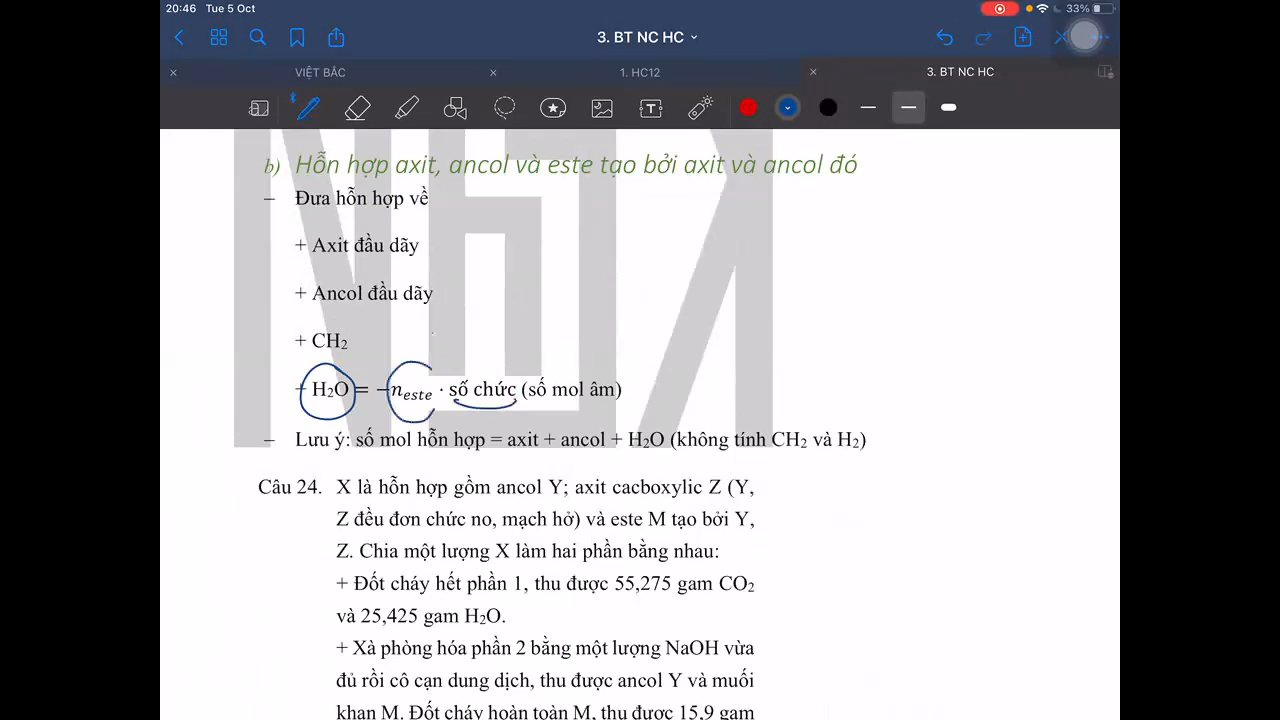 20:46 Tue 5 Oct
33%
3. BT NC HC
VIỆT BẮC
1. HC12
3. BT NC HC
b) Hỗn hợp axit, ancol và este tạo bởi axit và ancol đó
– Đưa hỗn hợp về
+ Axit đầu dãy
+ Ancol đầu dãy
+ CH₂
+ H₂O = −nₑₛₜₑ · số chức (số mol âm)
– Lưu ý: số mol hỗn hợp = axit + ancol + H₂O (không tính CH₂ và H₂)
Câu 24. X là hỗn hợp gồm ancol Y; axit cacboxylic Z (Y,
Z đều đơn chức no, mạch hở) và este M tạo bởi Y,
Z. Chia một lượng X làm hai phần bằng nhau:
+ Đốt cháy hết phần 1, thu được 55,275 gam CO₂
và 25,425 gam H₂O.
+ Xà phòng hóa phần 2 bằng một lượng NaOH vừa
đủ rồi cô cạn dung dịch, thu được ancol Y và muối
khan M. Đốt cháy hoàn toàn M, thu được 15,9 gam